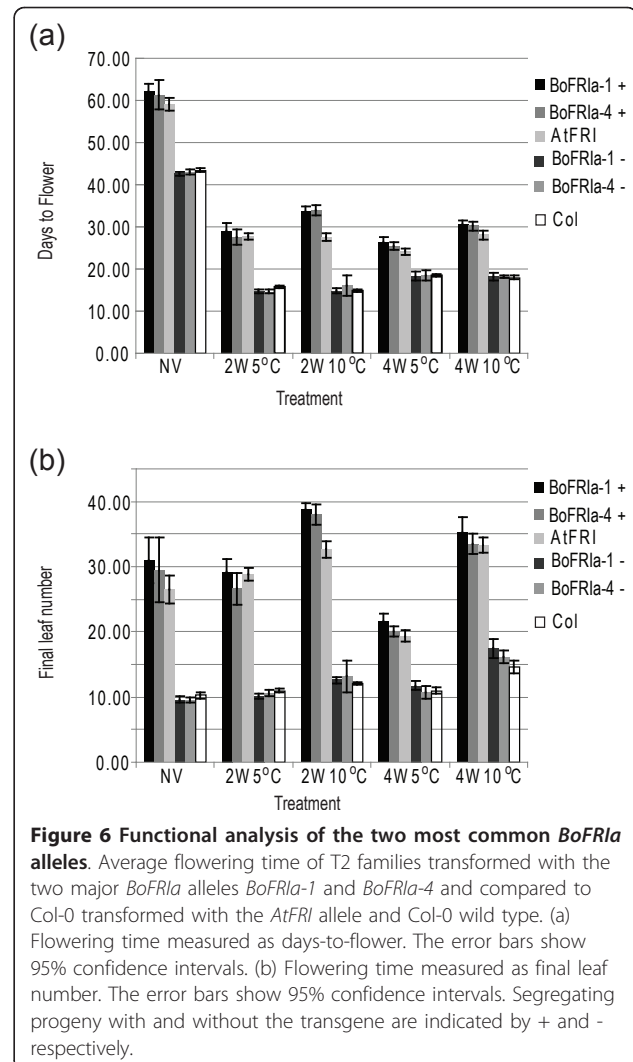 (a)
70.00
60.00
50.00
40.00
30.00
20.00
10.00
0.00
Days to Flower
NV 2W 5°C 2W 10 °C 4W 5°C 4W 10 °C
Treatment
BoFRIa-1 +
BoFRIa-4 +
AtFRI
BoFRIa-1 -
BoFRIa-4 -
Col
(b)
40.00
30.00
20.00
10.00
0.00
Final leaf number
NV 2W 5°C 2W 10 °C 4W 5°C 4W 10 °C
Treatment
BoFRIa-1 +
BoFRIa-4 +
AtFRI
BoFRIa-1 -
BoFRIa-4 -
Col
Figure 6 Functional analysis of the two most common BoFRIa
alleles. Average flowering time of T2 families transformed with the
two major BoFRIa alleles BoFRIa-1 and BoFRIa-4 and compared to
Col-0 transformed with the AtFRI allele and Col-0 wild type. (a)
Flowering time measured as days-to-flower. The error bars show
95% confidence intervals. (b) Flowering time measured as final leaf
number. The error bars show 95% confidence intervals. Segregating
progeny with and without the transgene are indicated by + and -
respectively.